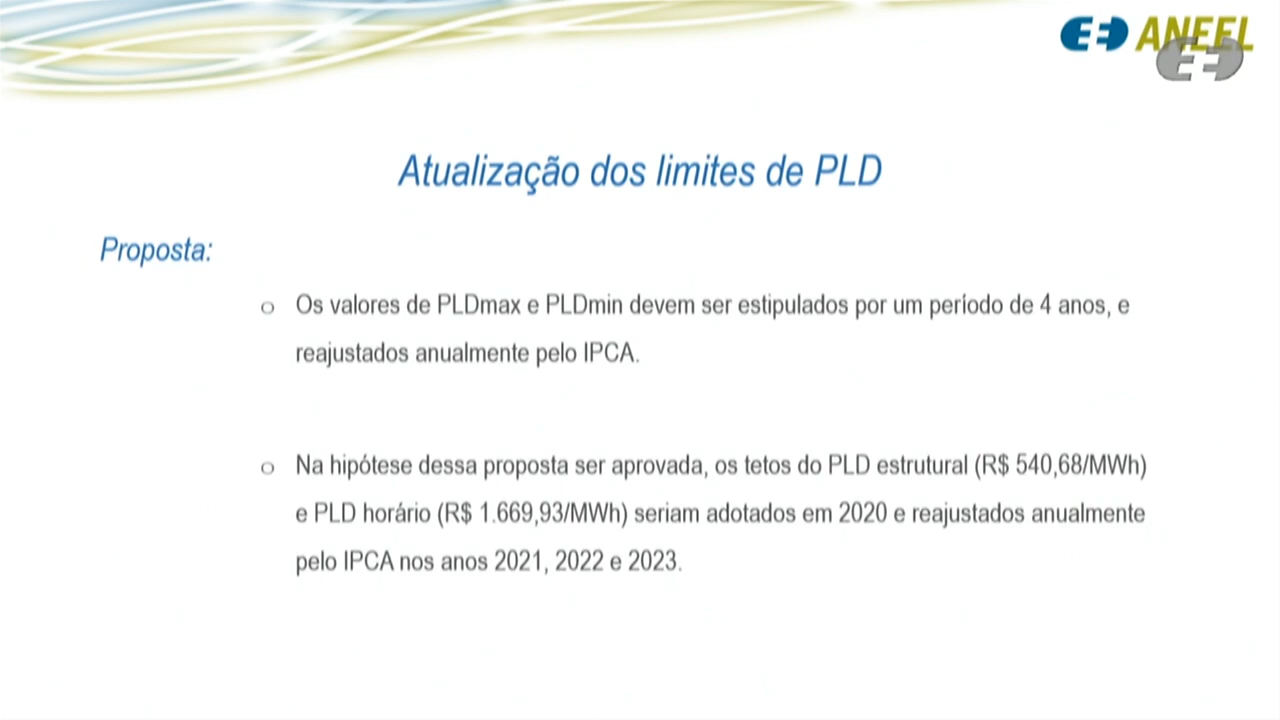 ANEEL
Atualização dos limites de PLD
Proposta:
o Os valores de PLDmax e PLDmin devem ser estipulados por um período de 4 anos, e
reajustados anualmente pelo IPCA.
o Na hipótese dessa proposta ser aprovada, os tetos do PLD estrutural (R$ 540,68/MWh)
e PLD horário (R$ 1.669,93/MWh) seriam adotados em 2020 e reajustados anualmente
pelo IPCA nos anos 2021, 2022 e 2023.